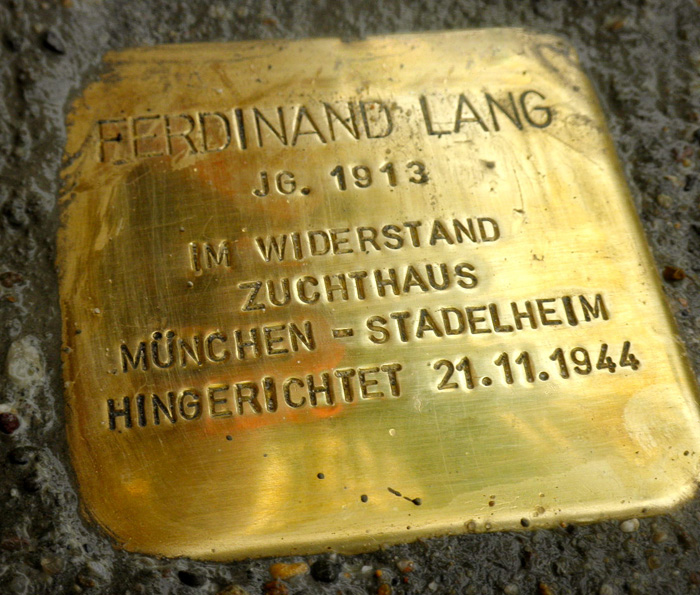 FERDINAND LANG
JG. 1913
IM WIDERSTAND
ZUCHTHAUS
MÜNCHEN - STADELHEIM
HINGERICHTET 21.11.1944